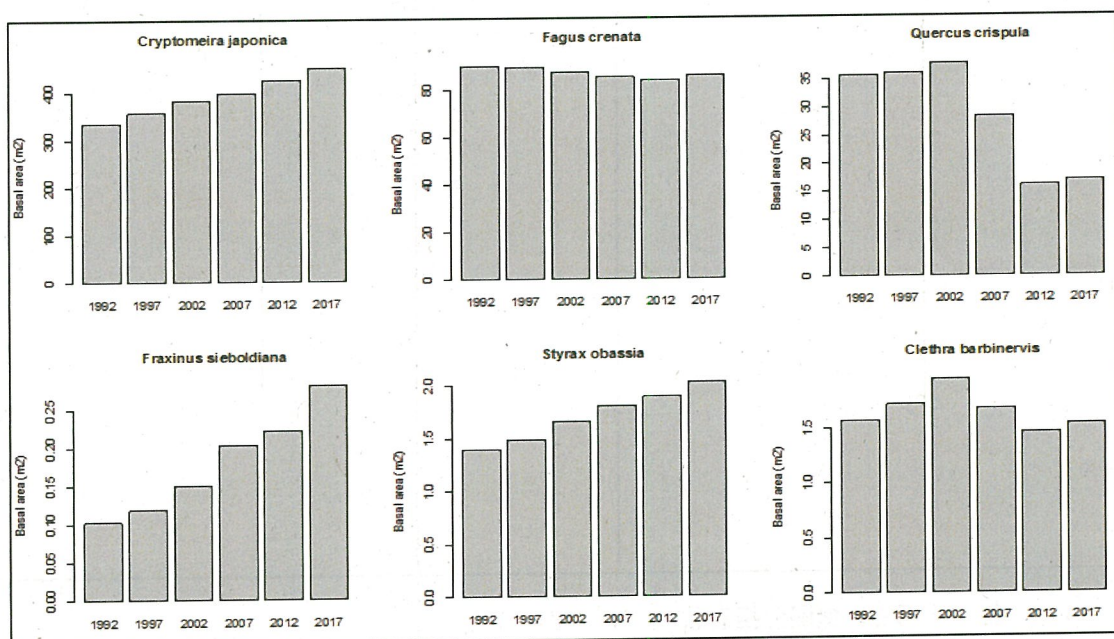 Cryptomeira japonica
Basal area (m2)
0
100
200
300
400
1992 1997 2002 2007 2012 2017
Fagus crenata
Basal area (m2)
0
20
40
60
80
1992 1997 2002 2007 2012 2017
Quercus crispula
Basal area (m2)
0
5
10
15
20
25
30
35
1992 1997 2002 2007 2012 2017
Fraxinus sieboldiana
Basal area (m2)
0.00
0.05
0.10
0.15
0.20
0.25
1992 1997 2002 2007 2012 2017
Styrax obassia
Basal area (m2)
0.0
0.5
1.0
1.5
2.0
1992 1997 2002 2007 2012 2017
Clethra barbinervis
Basal area (m2)
0.0
0.5
1.0
1.5
1992 1997 2002 2007 2012 2017